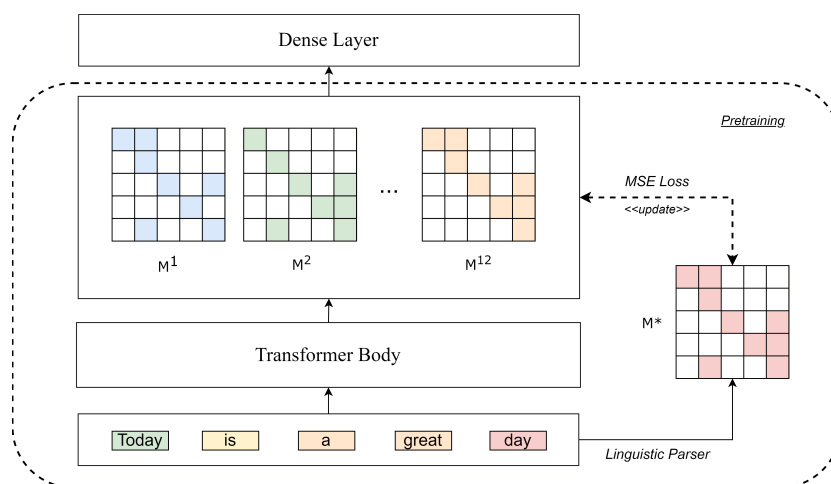 Dense Layer
Pretraining
MSE Loss
<<update>>
...
M1
M2
M12
M*
Transformer Body
Today is a great day
Linguistic Parser